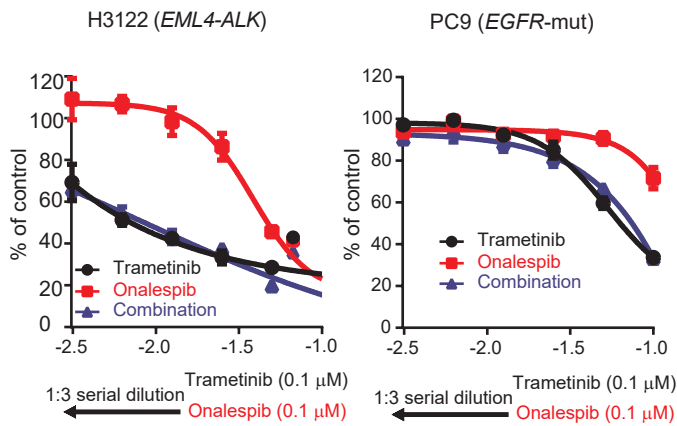 H3122 (EML4-ALK)
PC9 (EGFR-mut)
% of control
120
100
80
60
40
20
0
Trametinib
Onalespib
Combination
-2.5 -2.0 -1.5 -1.0
Trametinib (0.1 µM)
1:3 serial dilution
Onalespib (0.1 µM)
% of control
120
100
80
60
40
20
0
Trametinib
Onalespib
Combination
-2.5 -2.0 -1.5 -1.0
Trametinib (0.1 µM)
1:3 serial dilution
Onalespib (0.1 µM)